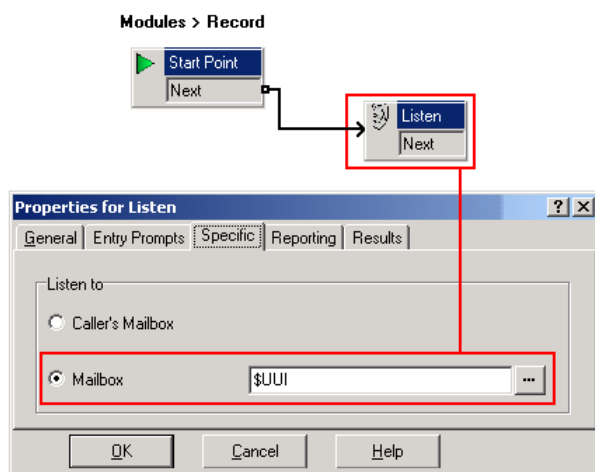 Modules > Record
Start Point
Next
Listen
Next
Properties for Listen
General Entry Prompts Specific Reporting Results
Listen to
Caller's Mailbox
Mailbox $UUI ...
OK Cancel Help